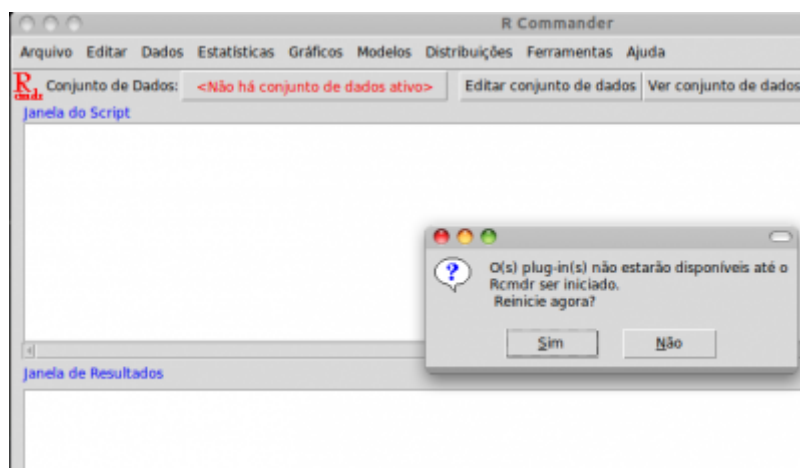 R Commander
Arquivo Editar Dados Estatísticas Gráficos Modelos Distribuições Ferramentas Ajuda
R cmdr Conjunto de Dados: <Não há conjunto de dados ativo> Editar conjunto de dados Ver conjunto de dados
Janela do Script
O(s) plug-in(s) não estarão disponíveis até o
Rcmdr ser iniciado.
Reinicie agora?
Sim Não
Janela de Resultados